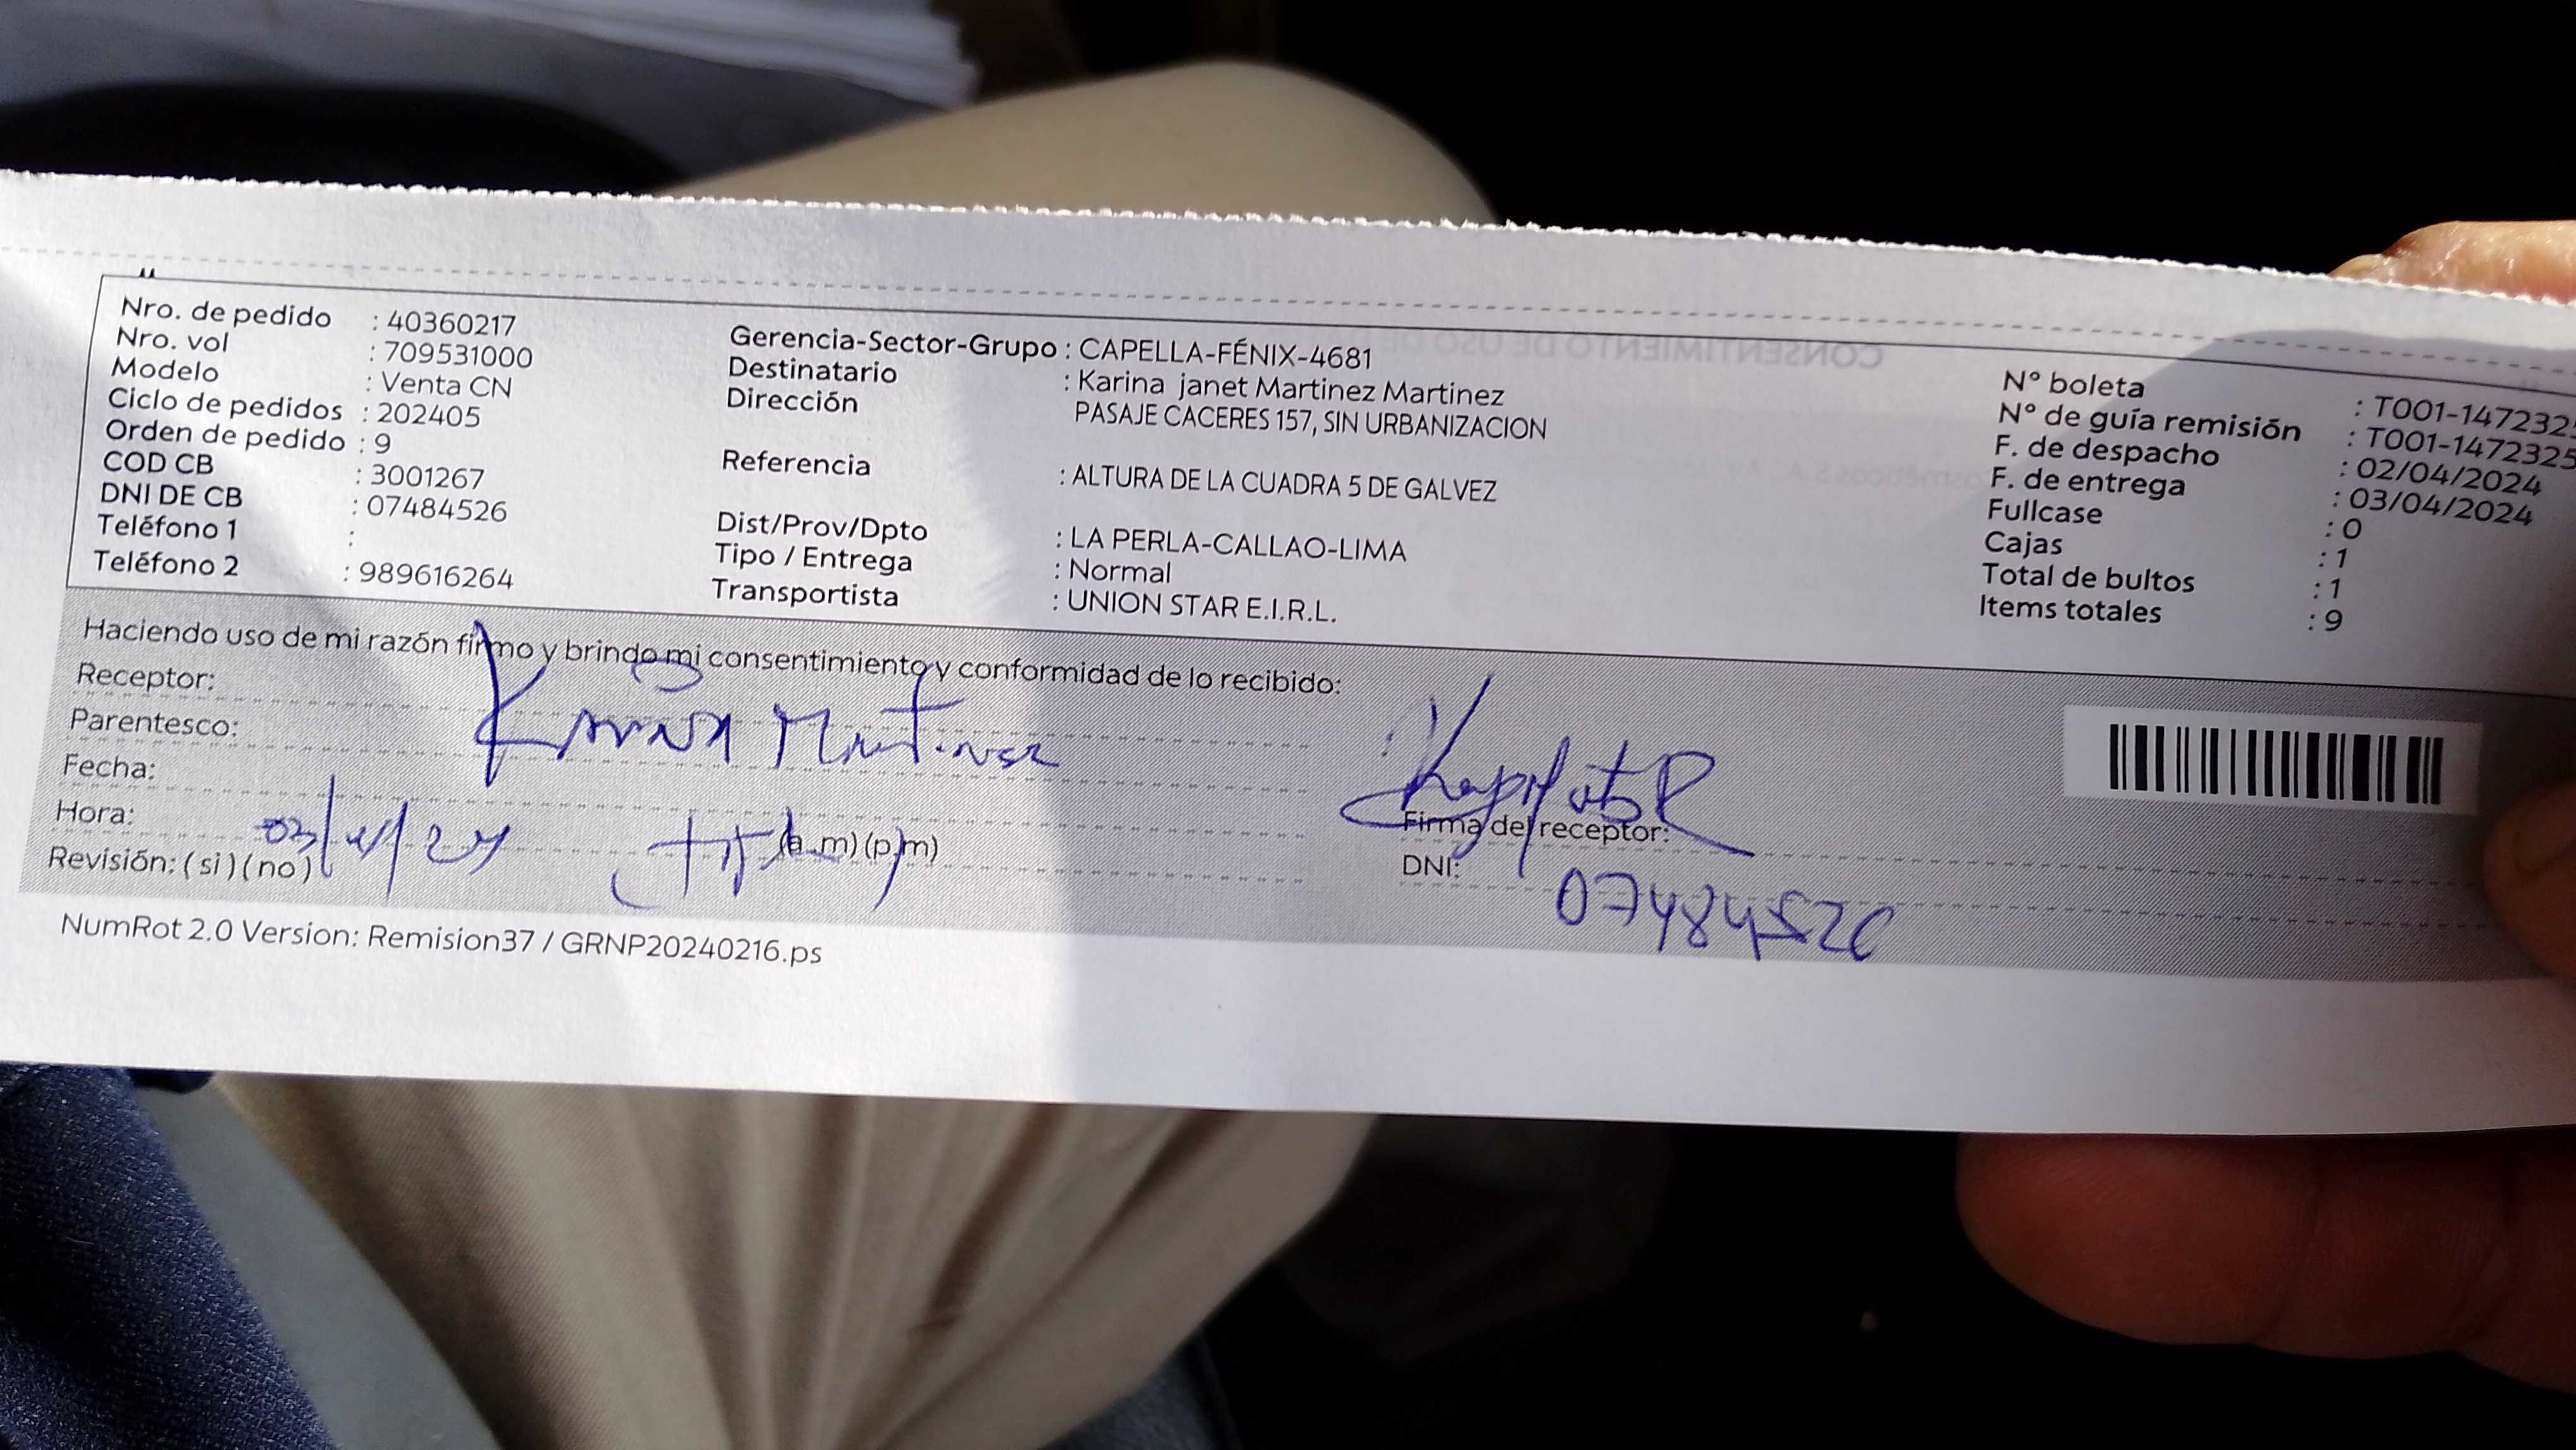 Nro. de pedido : 40360217
Nro. vol : 709531000
Modelo : Venta CN
Ciclo de pedidos : 202405
Orden de pedido : 9
COD CB : 3001267
DNI DE CB : 07484526
Teléfono 1 :
Teléfono 2 : 989616264
Gerencia-Sector-Grupo : CAPELLA-FÉNIX-4681
Destinatario : Karina janet Martinez Martinez
Dirección PASAJE CACERES 157, SIN URBANIZACION
Referencia : ALTURA DE LA CUADRA 5 DE GALVEZ
Dist/Prov/Dpto : LA PERLA-CALLAO-LIMA
Tipo / Entrega : Normal
Transportista : UNION STAR E.I.R.L.
N° boleta : T001-147232
N° de guía remisión : T001-1472325
F. de despacho : 02/04/2024
F. de entrega : 03/04/2024
Fullcase : 0
Cajas : 1
Total de bultos : 1
Items totales : 9
Haciendo uso de mi razón firmo y brindo mi consentimiento y conformidad de lo recibido:
Receptor:
Karina Martinez
Parentesco:
Fecha:
Hora: (a.m) (p.m)
03/4/24
Revisión: ( si ) ( no )
Firma del receptor:
DNI:
NumRot 2.0 Version: Remision37 / GRNP20240216.ps